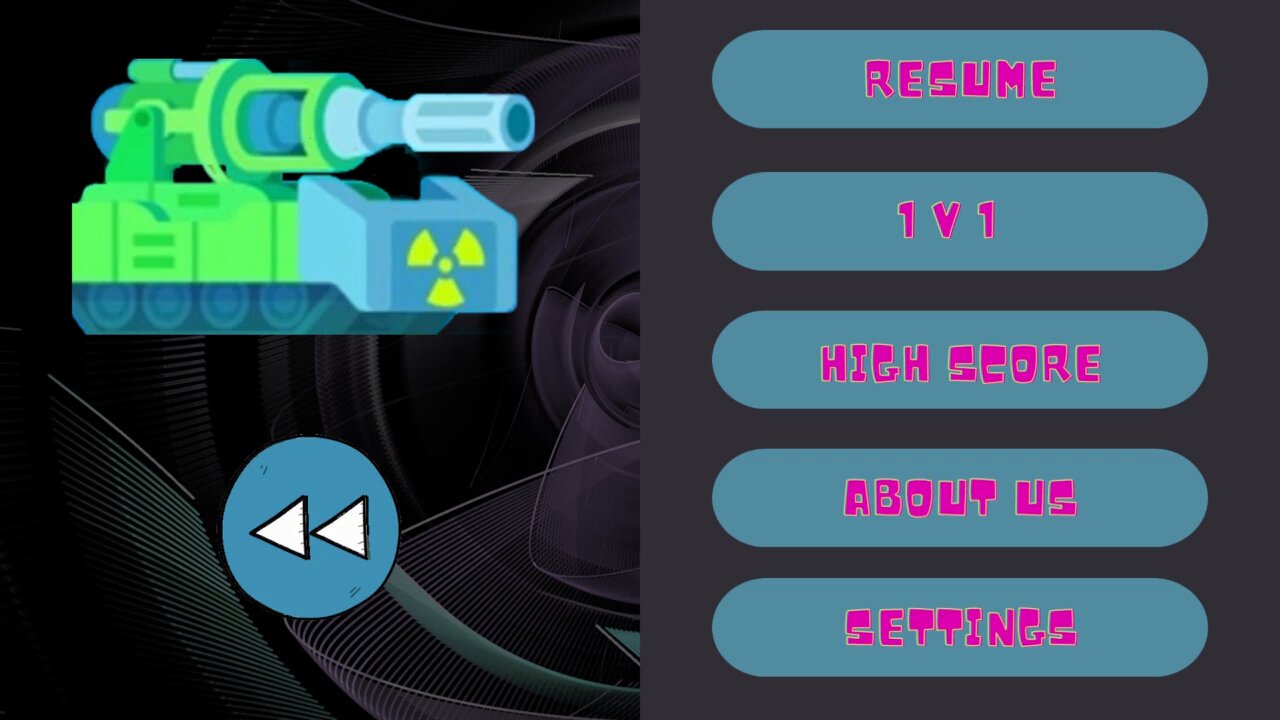 RESUME
1 V 1
HIGH SCORE
ABOUT US
SETTINGS